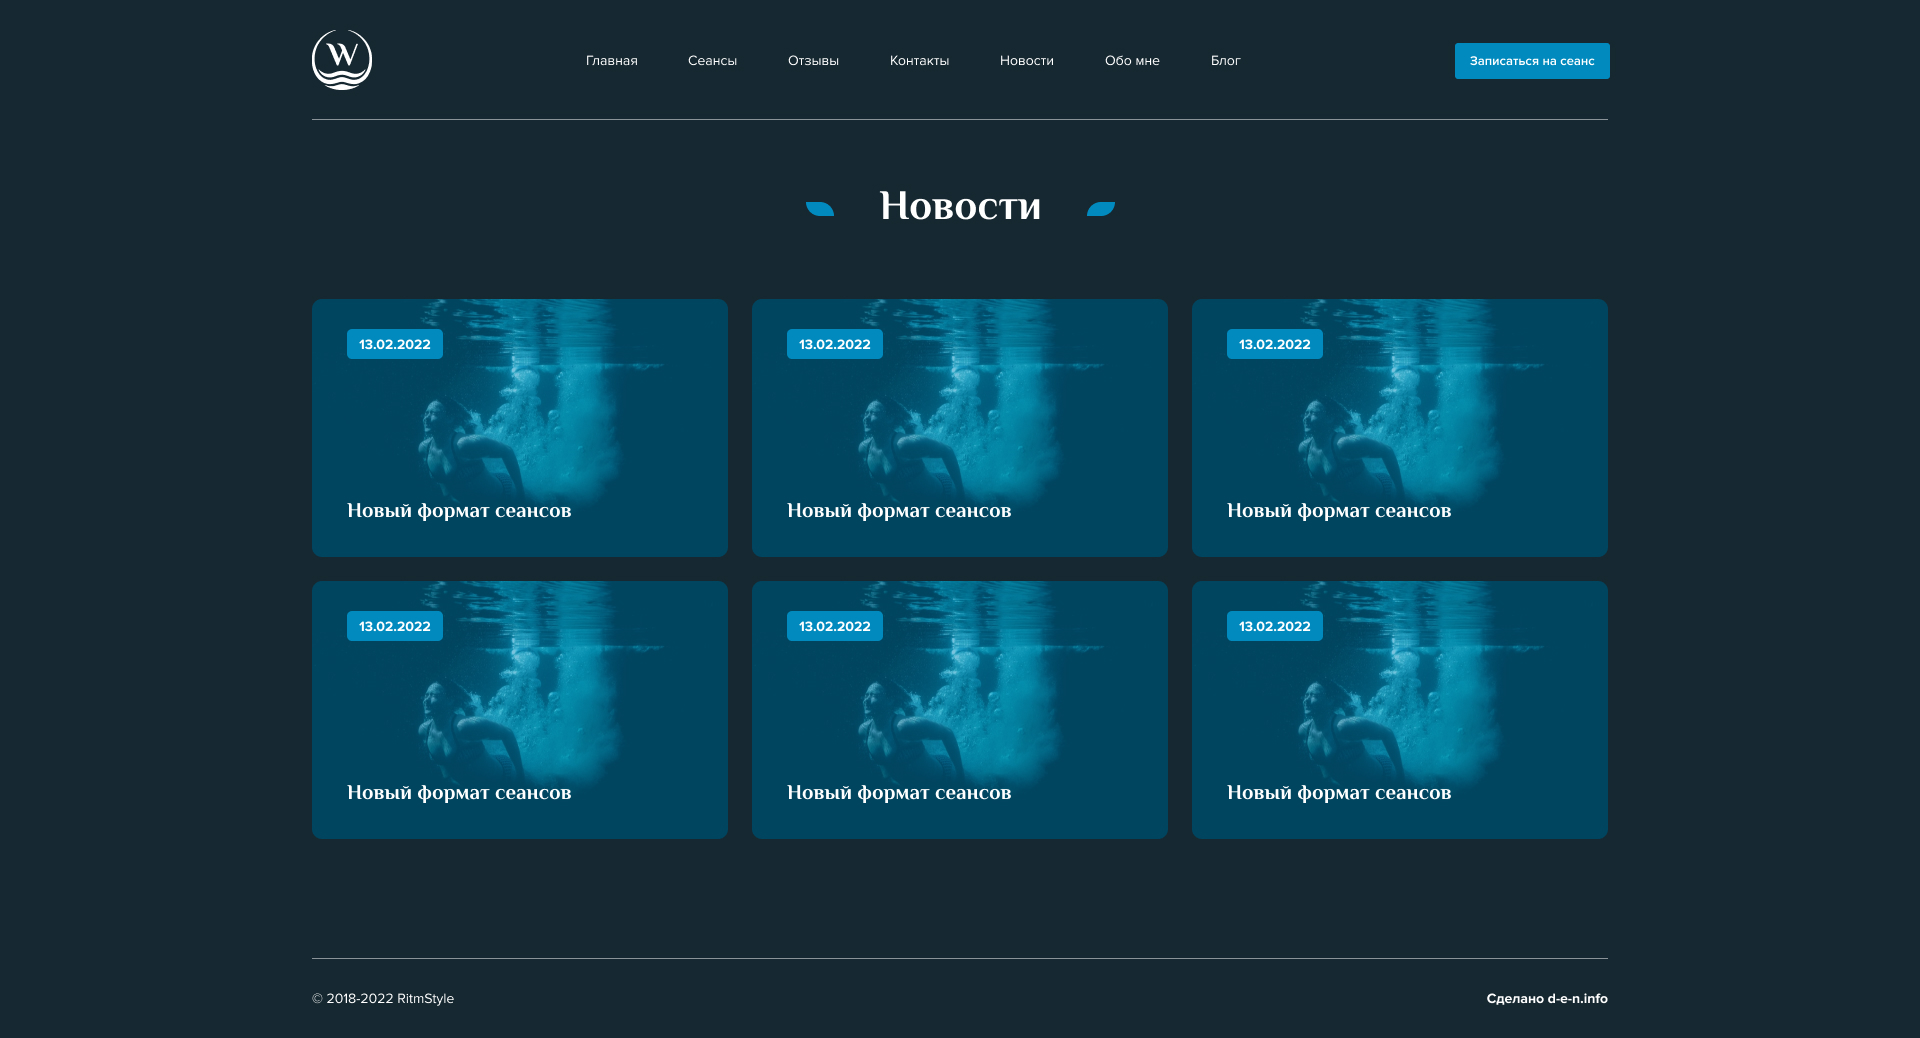 W
Главная Сеансы Отзывы Контакты Новости Обо мне Блог Записаться на сеанс
Новости
13.02.2022 13.02.2022 13.02.2022
Новый формат сеансов Новый формат сеансов Новый формат сеансов
13.02.2022 13.02.2022 13.02.2022
Новый формат сеансов Новый формат сеансов Новый формат сеансов
© 2018-2022 RitmStyle Сделано d-e-n.info